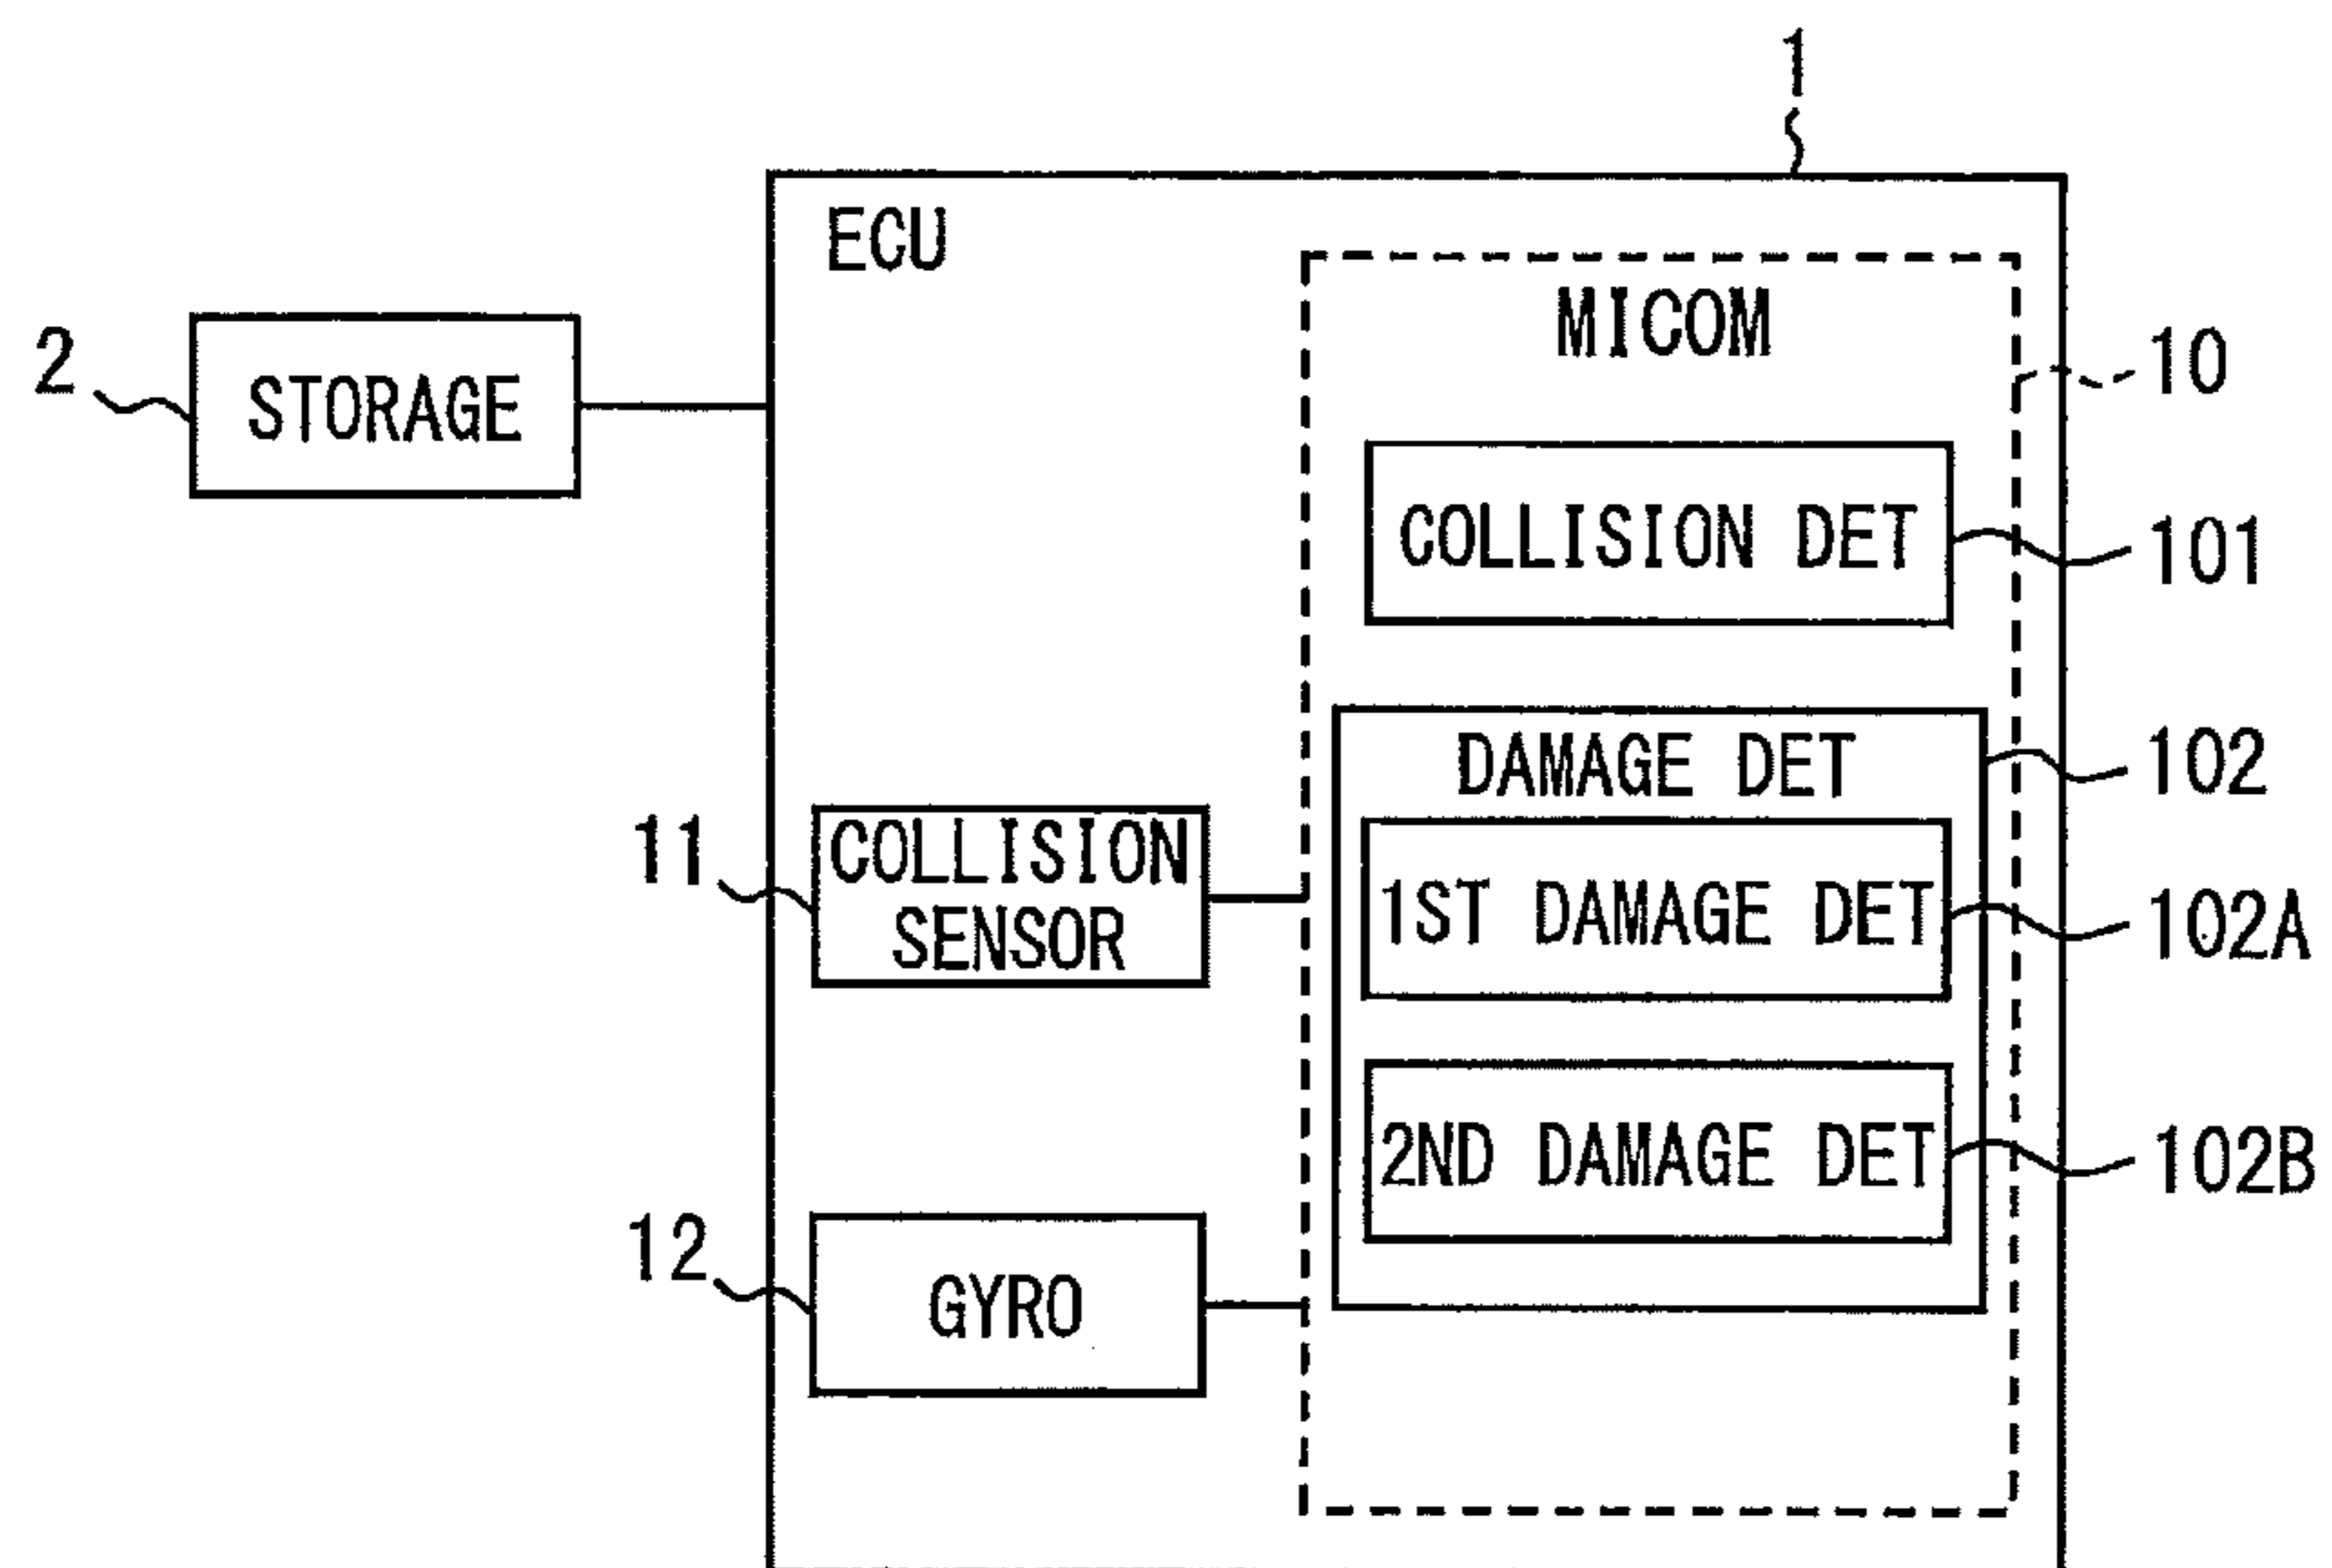 1
ECU
MICOM
2
STORAGE
10
COLLISION DET
101
DAMAGE DET
102
11
COLLISION
SENSOR
1ST DAMAGE DET
102A
2ND DAMAGE DET
102B
12
GYRO